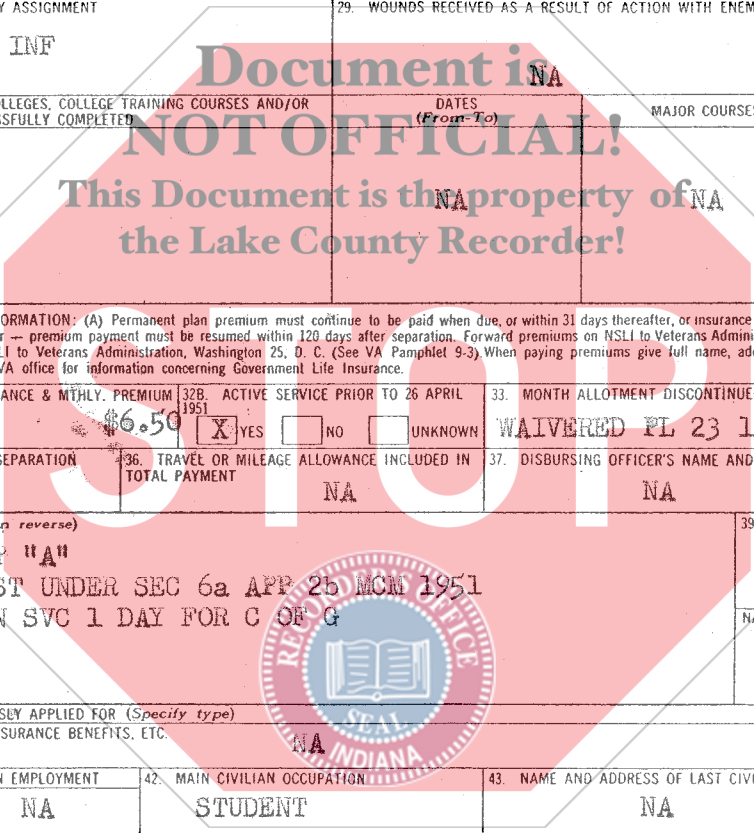 Y ASSIGNMENT 29. WOUNDS RECEIVED AS A RESULT OF ACTION WITH ENEM
INF
NA
Document is
LLEGES, COLLEGE TRAINING COURSES AND/OR DATES MAJOR COURSES
SSFULLY COMPLETED (From-To)
NOT OFFICIAL!
This Document is the property of
NA NA
the Lake County Recorder!
ORMATION: (A) Permanent plan premium must continue to be paid when due, or within 31 days thereafter, or insurance
r — premium payment must be resumed within 120 days after separation. Forward premiums on NSLI to Veterans Admini
LI to Veterans Administration, Washington 25, D. C. (See VA Pamphlet 9-3). When paying premiums give full name, add
VA office for information concerning Government Life Insurance.
ANCE & MTHLY. PREMIUM 32B. ACTIVE SERVICE PRIOR TO 26 APRIL 33. MONTH ALLOTMENT DISCONTINUE
1951
$6.50 X YES NO UNKNOWN WAIVERED PL 23 1
STOP
SEPARATION 36. TRAVEL OR MILEAGE ALLOWANCE INCLUDED IN 37. DISBURSING OFFICER'S NAME AND
TOTAL PAYMENT
NA NA
n reverse) 39
P "A"
ST UNDER SEC 6a APP 2b MCM 1951
N SVC 1 DAY FOR C OF G NA
RECORDER'S OFFICE
SEAL
INDIANA
SLY APPLIED FOR (Specify type)
SURANCE BENEFITS, ETC.
NA
N EMPLOYMENT 42. MAIN CIVILIAN OCCUPATION 43. NAME AND ADDRESS OF LAST CIVI
NA STUDENT NA